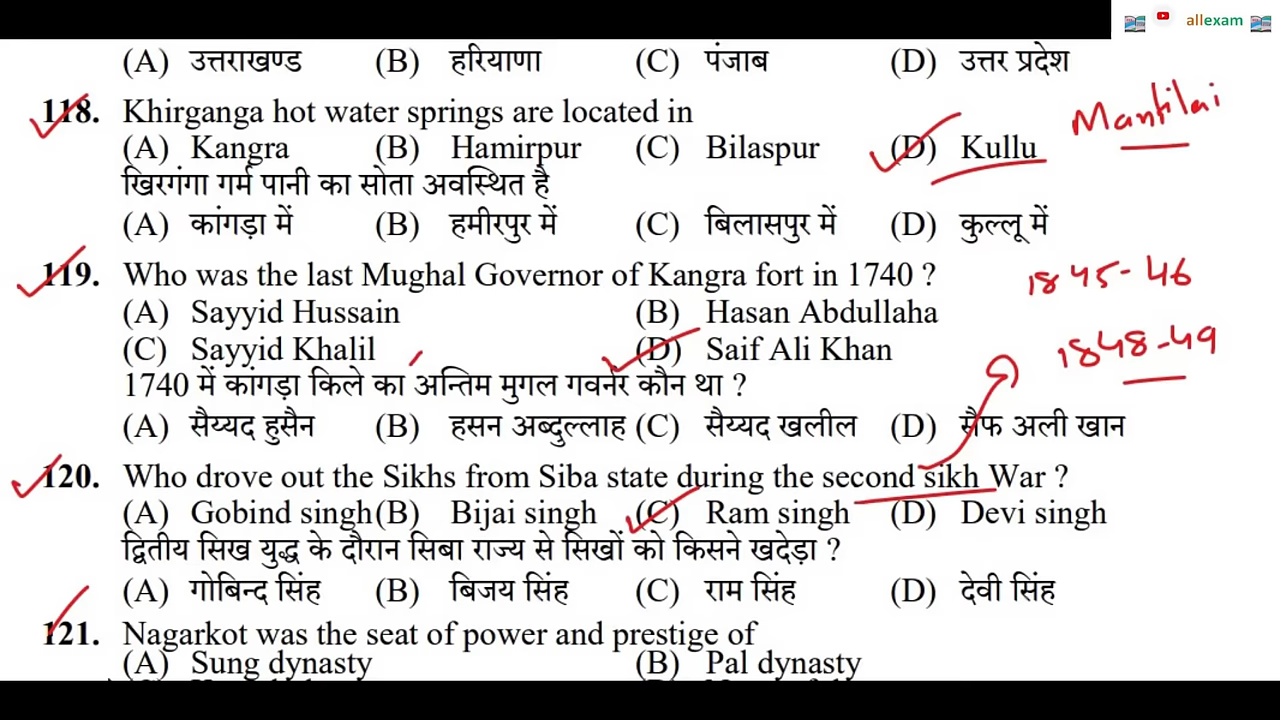 allexam
(A) उत्तराखण्ड (B) हरियाणा (C) पंजाब (D) उत्तर प्रदेश
118. Khirganga hot water springs are located in
Mantilai
(A) Kangra (B) Hamirpur (C) Bilaspur (D) Kullu
खिरगंगा गर्म पानी का सोता अवस्थित है
(A) कांगड़ा में (B) हमीरपुर में (C) बिलासपुर में (D) कुल्लू में
119. Who was the last Mughal Governor of Kangra fort in 1740 ?
1845-46
(A) Sayyid Hussain (B) Hasan Abdullaha
(C) Sayyid Khalil (D) Saif Ali Khan
1848-49
1740 में कांगड़ा किले का अन्तिम मुगल गवर्नर कौन था ?
(A) सैय्यद हुसैन (B) हसन अब्दुल्लाह (C) सैय्यद खलील (D) सैफ अली खान
120. Who drove out the Sikhs from Siba state during the second sikh War ?
(A) Gobind singh (B) Bijai singh (C) Ram singh (D) Devi singh
द्वितीय सिख युद्ध के दौरान सिबा राज्य से सिखों को किसने खदेड़ा ?
(A) गोबिन्द सिंह (B) बिजय सिंह (C) राम सिंह (D) देवी सिंह
121. Nagarkot was the seat of power and prestige of
(A) Sung dynasty (B) Pal dynasty